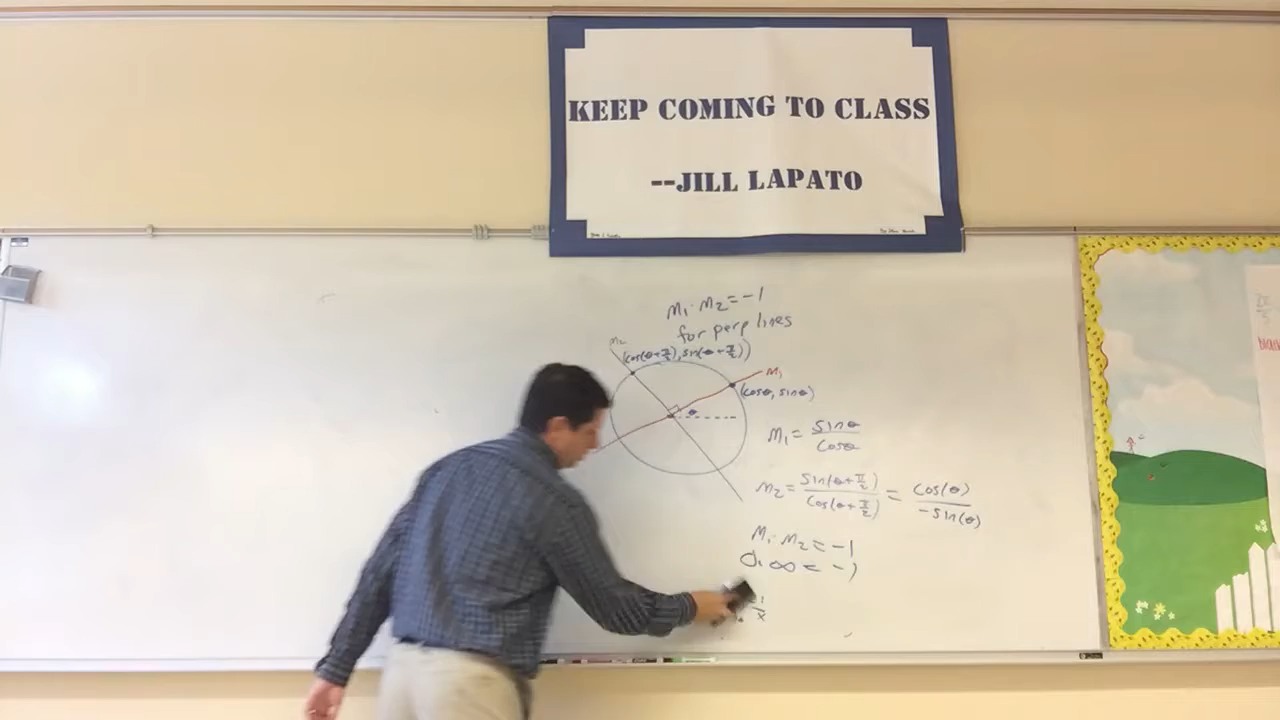 KEEP COMING TO CLASS
--JILL LAPATO
m₁·m₂=-1
for perp lines
m₂
(cos(θ+π/2),sin(θ+π/2))
m₁
(cosθ,sinθ)
θ
m₁=sinθ/cosθ
m₂=sin(θ+π/2)/cos(θ+π/2)=cos(θ)/-sin(θ)
m₁·m₂=-1
0·∞=-1
1/x